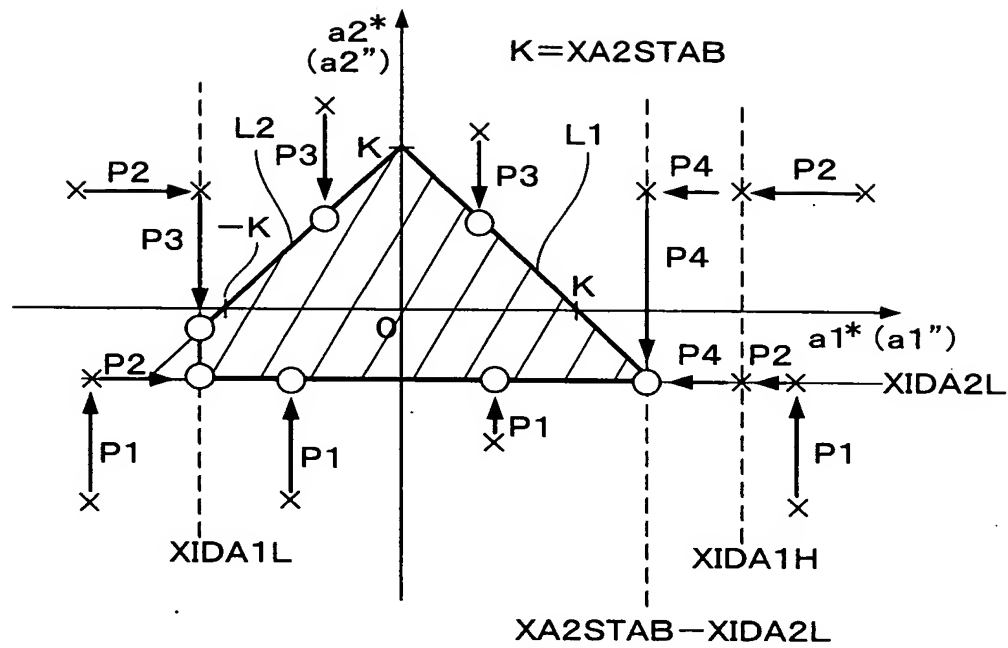 a2*
(a2")
K=XA2STAB
L2
P3
K
L1
P2
P3
P4
P2
-K
P3
P4
K
0
a1* (a1")
P2
P4
P2
XIDA2L
P1
P1
P1
P1
XIDA1L
XIDA1H
XA2STAB-XIDA2L